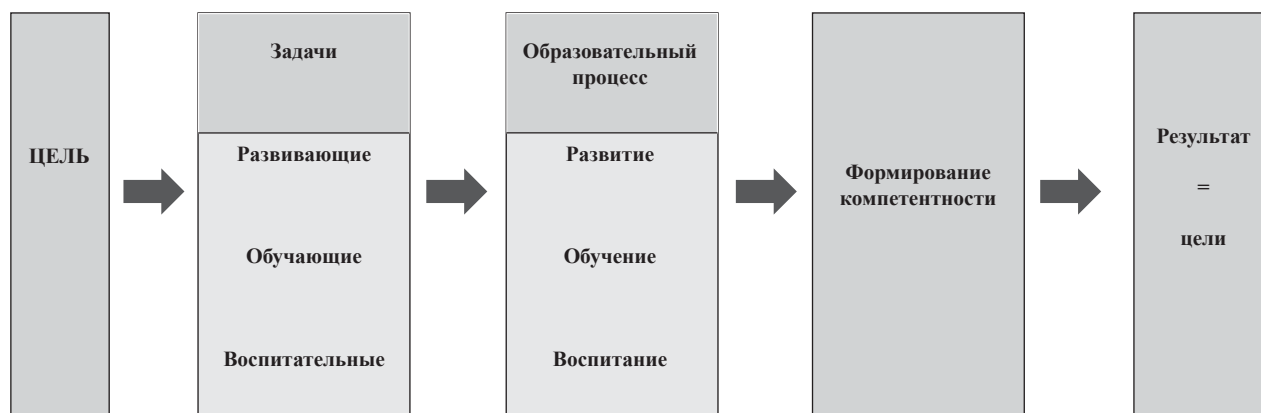 ЦЕЛЬ
Задачи
Развивающие
Обучающие
Воспитательные
Образовательный
процесс
Развитие
Обучение
Воспитание
Формирование
компетентности
Результат
=
цели